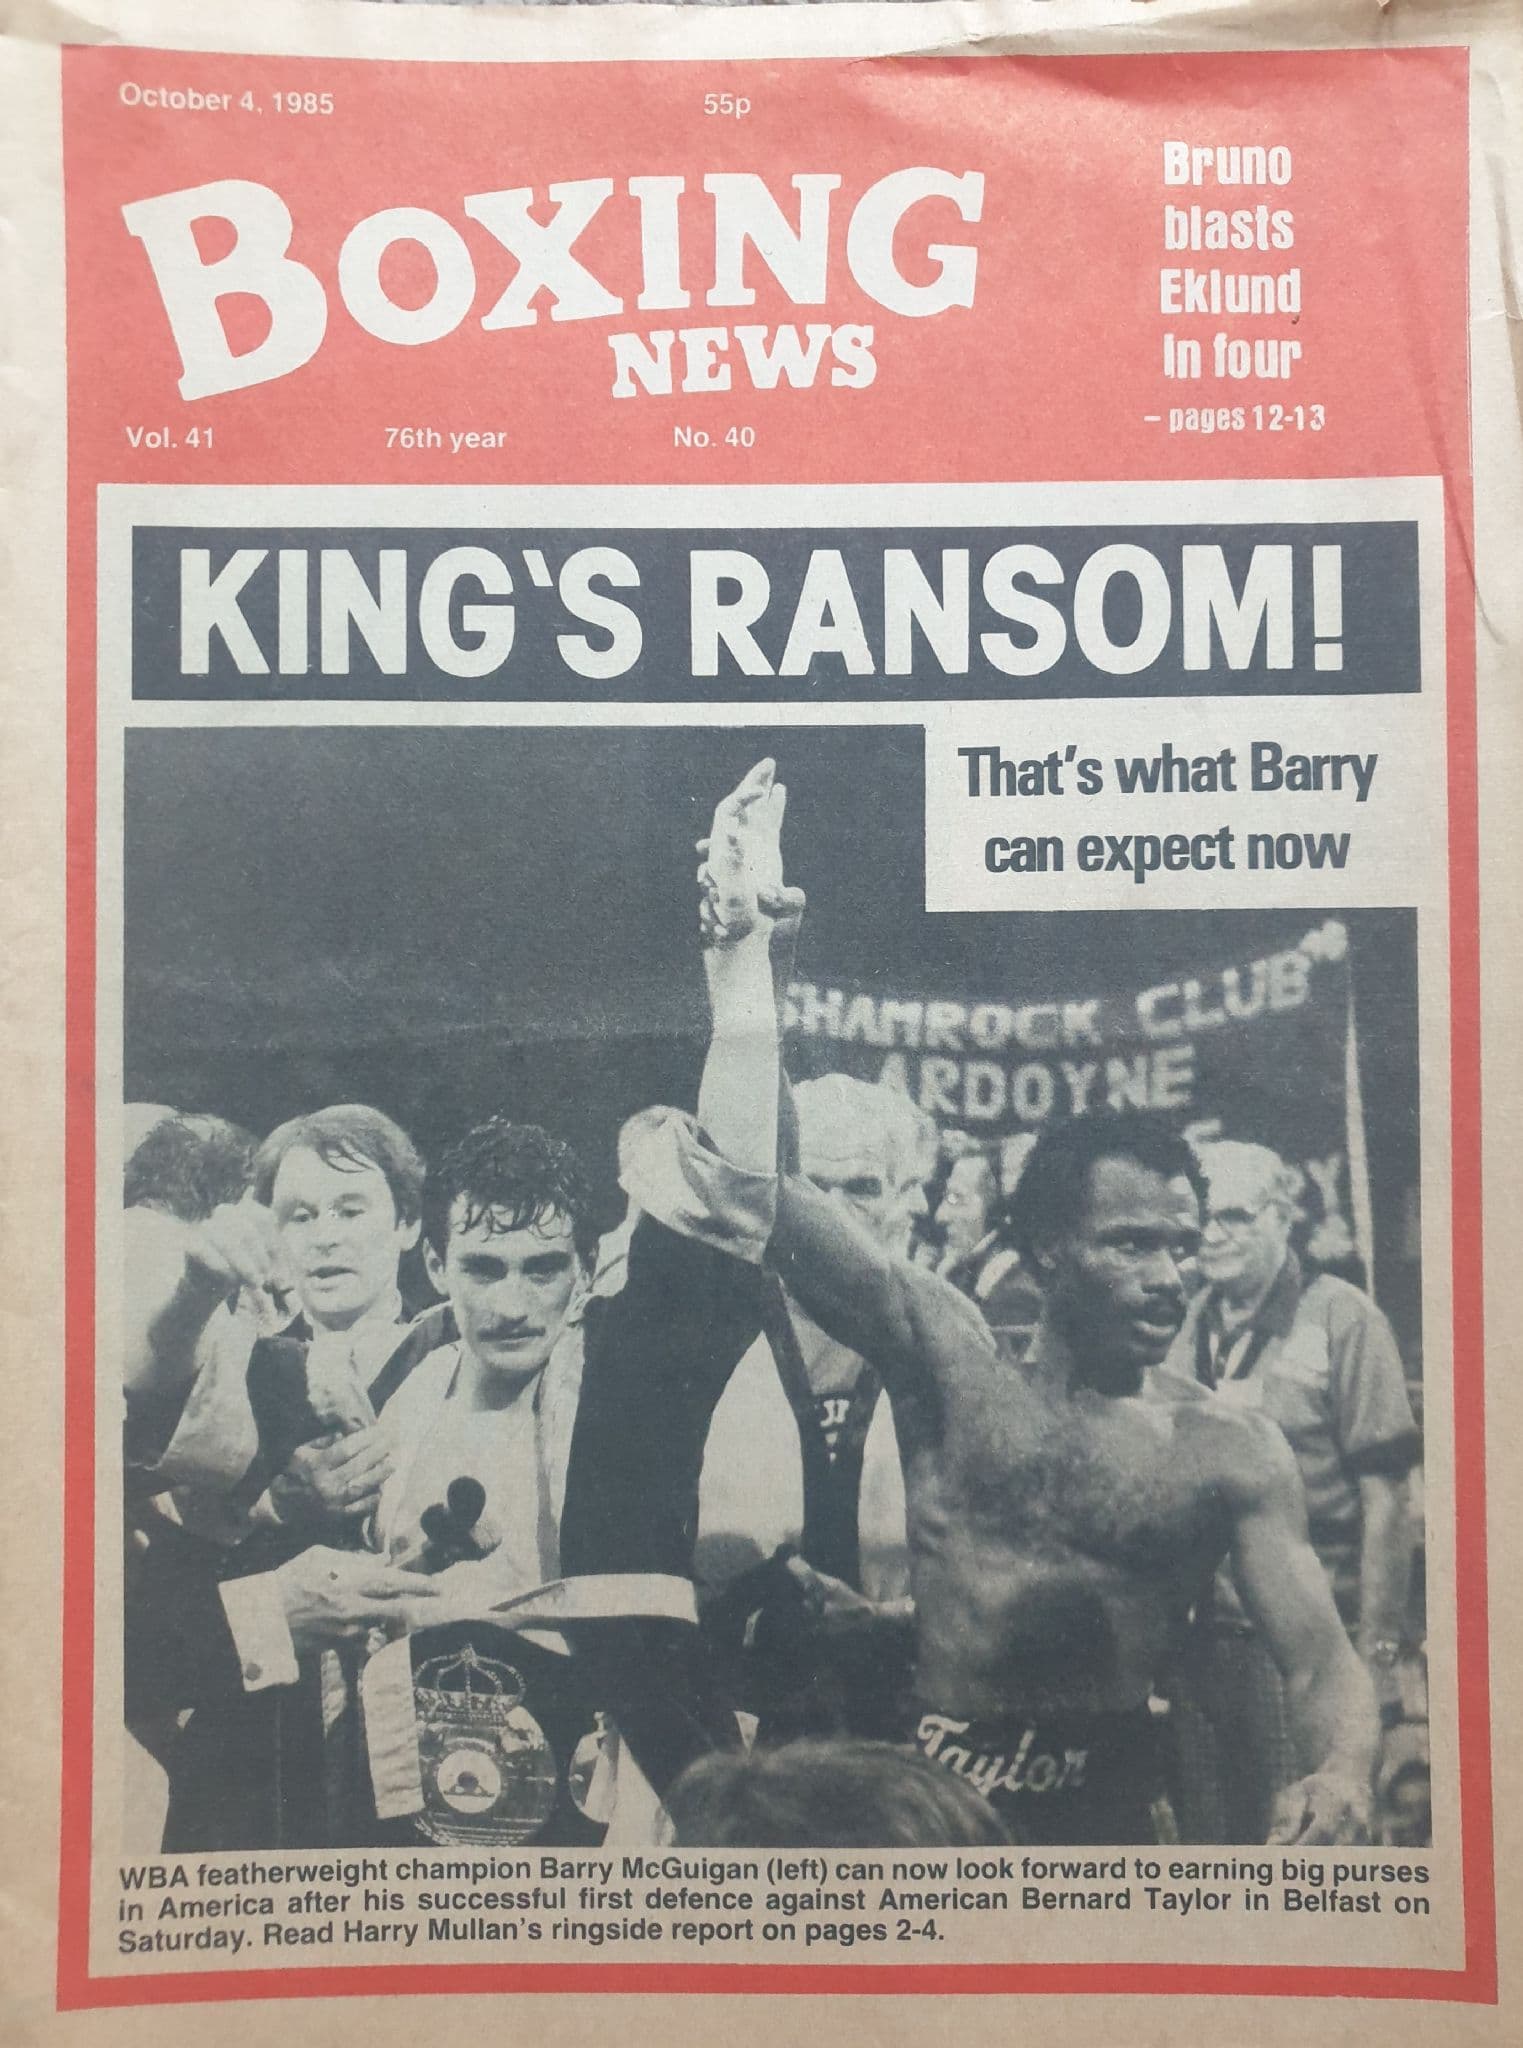 October 4, 1985
55p
BOXING
NEWS
Bruno
blasts
Eklund
in four
– pages 12-13
Vol. 41
76th year
No. 40
KING'S RANSOM!
That's what Barry
can expect now
SHAMROCK CLUB
ARDOYNE
Taylor
WBA featherweight champion Barry McGuigan (left) can now look forward to earning big purses
in America after his successful first defence against American Bernard Taylor in Belfast on
Saturday. Read Harry Mullan's ringside report on pages 2-4.